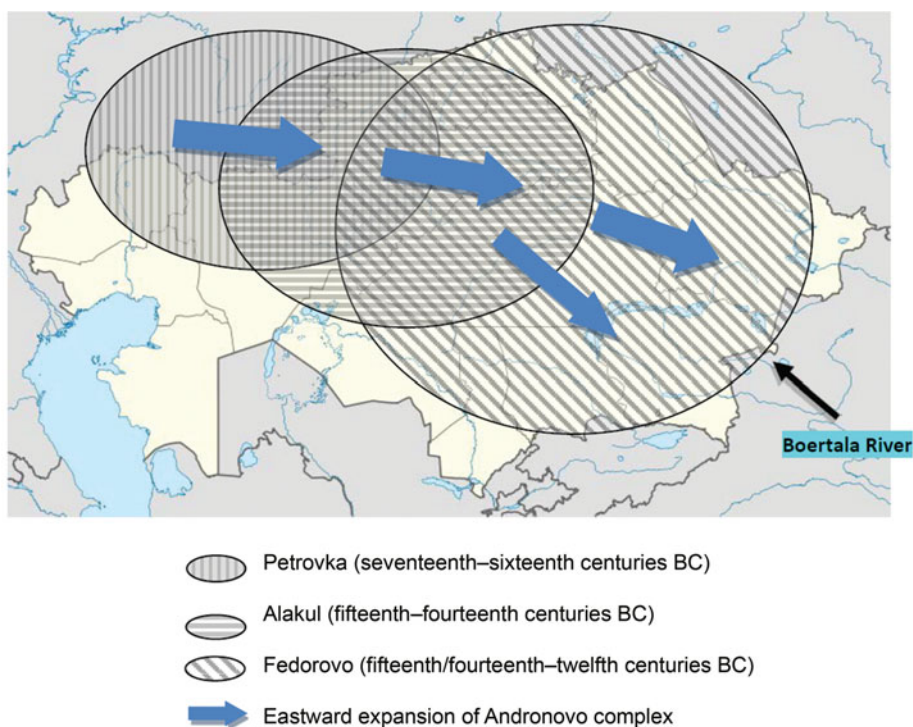 Boertala River
Petrovka (seventeenth–sixteenth centuries BC)
Alakul (fifteenth–fourteenth centuries BC)
Fedorovo (fifteenth/fourteenth–twelfth centuries BC)
Eastward expansion of Andronovo complex